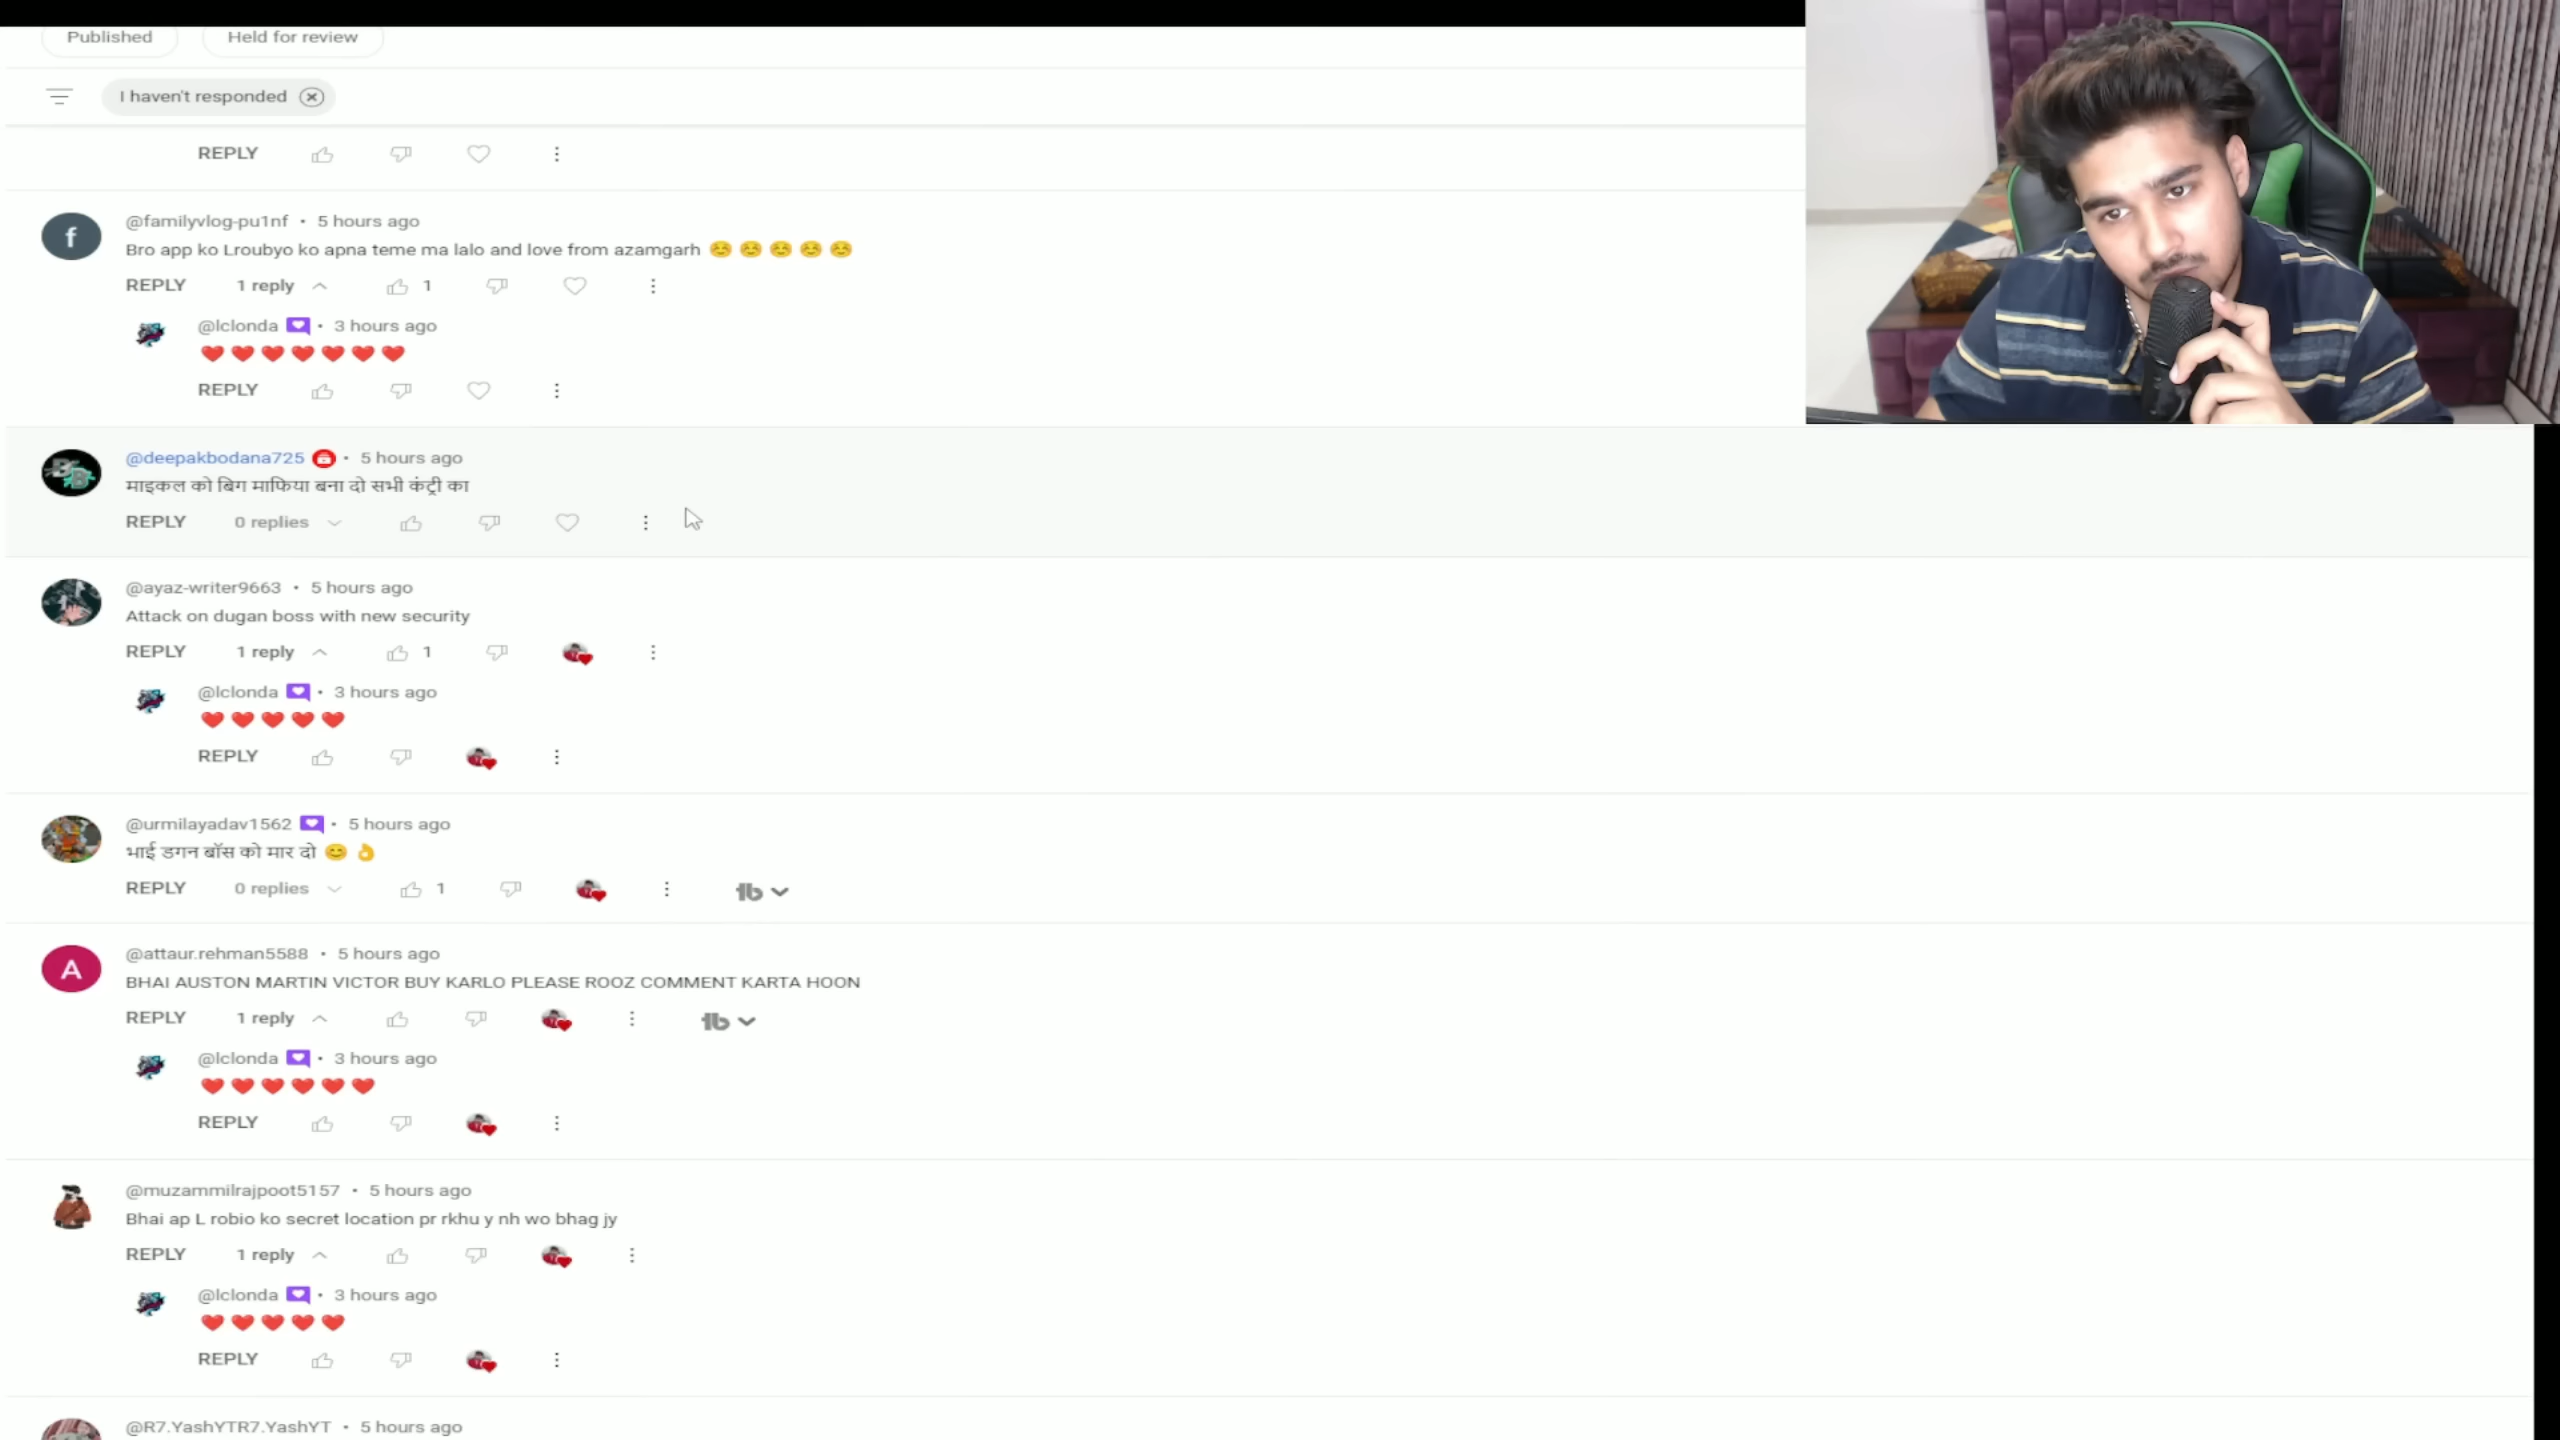 Published Held for review
I haven't responded
REPLY
f @familyvlog-pu1nf • 5 hours ago
Bro app ko Lroubyo ko apna teme ma lalo and love from azamgarh ☺️ ☺️ ☺️ ☺️ ☺️
REPLY 1 reply 1
@lclonda • 3 hours ago
❤️ ❤️ ❤️ ❤️ ❤️ ❤️ ❤️
REPLY
@deepakbodana725 • 5 hours ago
माइकल को बिग माफिया बना दो सभी कंट्री का
REPLY 0 replies
@ayaz-writer9663 • 5 hours ago
Attack on dugan boss with new security
REPLY 1 reply 1
@lclonda • 3 hours ago
❤️ ❤️ ❤️ ❤️ ❤️
REPLY
@urmilayadav1562 • 5 hours ago
भाई डगन बॉस को मार दो 😊 👌
REPLY 0 replies 1
A @attaur.rehman5588 • 5 hours ago
BHAI AUSTON MARTIN VICTOR BUY KARLO PLEASE ROOZ COMMENT KARTA HOON
REPLY 1 reply
@lclonda • 3 hours ago
❤️ ❤️ ❤️ ❤️ ❤️ ❤️
REPLY
@muzammilrajpoot5157 • 5 hours ago
Bhai ap L robio ko secret location pr rkhu y nh wo bhag jy
REPLY 1 reply
@lclonda • 3 hours ago
❤️ ❤️ ❤️ ❤️ ❤️
REPLY
@R7.YashYTR7.YashYT • 5 hours ago